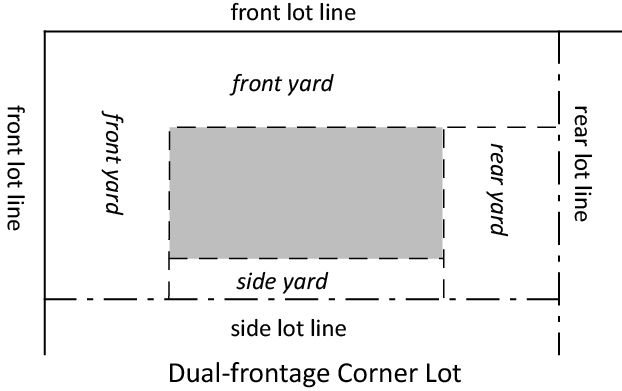 front lot line
front yard
front lot line
front yard
rear yard
rear lot line
side yard
side lot line
Dual-frontage Corner Lot